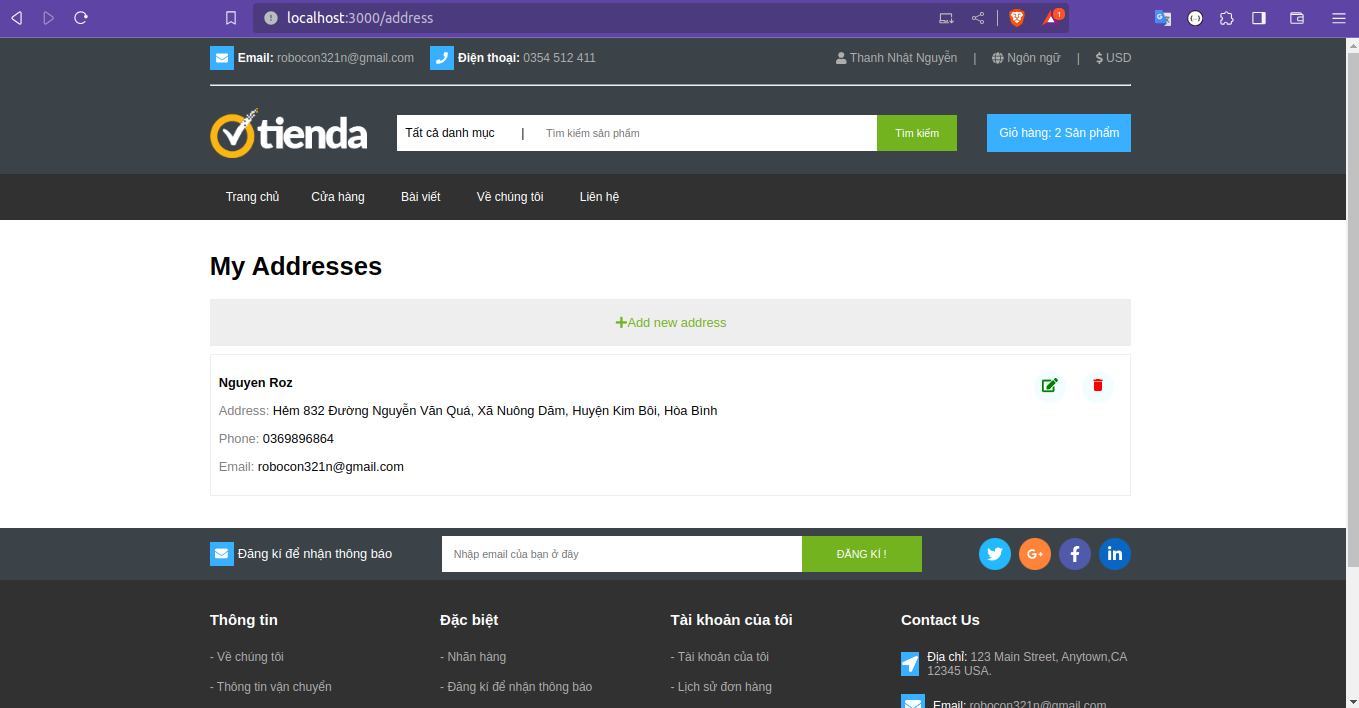 localhost:3000/address
1
Email: robocon321n@gmail.com Điện thoại: 0354 512 411 Thanh Nhật Nguyễn | Ngôn ngữ | $ USD
tienda
Tất cả danh mục | Tìm kiếm sản phẩm Tìm kiếm Giỏ hàng: 2 Sản phẩm
Trang chủ Cửa hàng Bài viết Về chúng tôi Liên hệ
My Addresses
+Add new address
Nguyen Roz
Address: Hẻm 832 Đường Nguyễn Văn Quá, Xã Nuông Dăm, Huyện Kim Bôi, Hòa Bình
Phone: 0369896864
Email: robocon321n@gmail.com
Đăng kí để nhận thông báo Nhập email của bạn ở đây ĐĂNG KÍ ! G+ f in
Thông tin Đặc biệt Tài khoản của tôi Contact Us
- Về chúng tôi - Nhãn hàng - Tài khoản của tôi Địa chỉ: 123 Main Street, Anytown,CA
12345 USA.
- Thông tin vận chuyển - Đăng kí để nhận thông báo - Lịch sử đơn hàng
Email: robocon321n@gmail.com